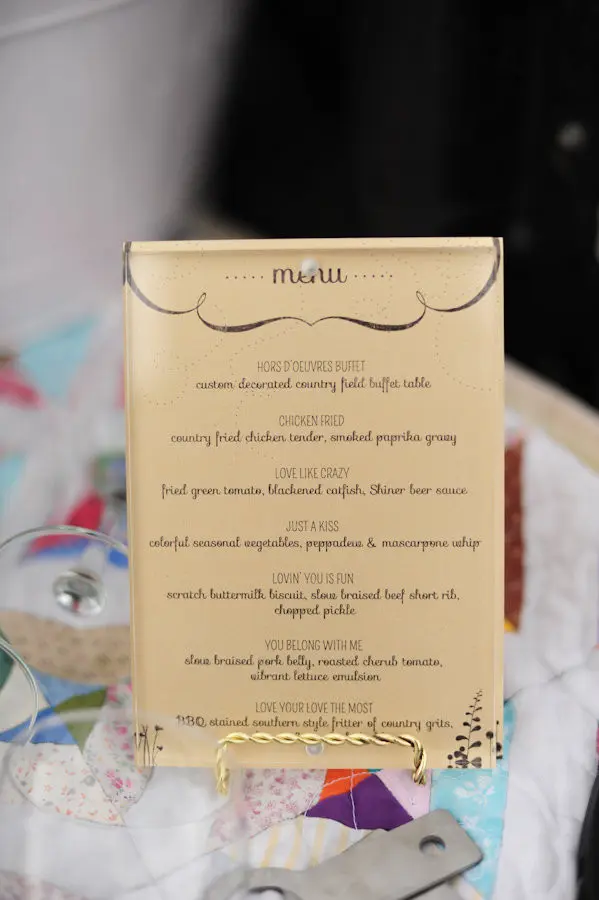 ..... menu .....
HORS D'OEUVRES BUFFET
custom decorated country field buffet table
CHICKEN FRIED
country fried chicken tender, smoked paprika gravy
LOVE LIKE CRAZY
fried green tomato, blackened catfish, Shiner beer sauce
JUST A KISS
colorful seasonal vegetables, peppadew & mascarpone whip
LOVIN' YOU IS FUN
scratch buttermilk biscuit, slow braised beef short rib,
chopped pickle
YOU BELONG WITH ME
slow braised pork belly, roasted cherub tomato,
vibrant lettuce emulsion
LOVE YOUR LOVE THE MOST
BBQ stained southern style fritter of country grits,